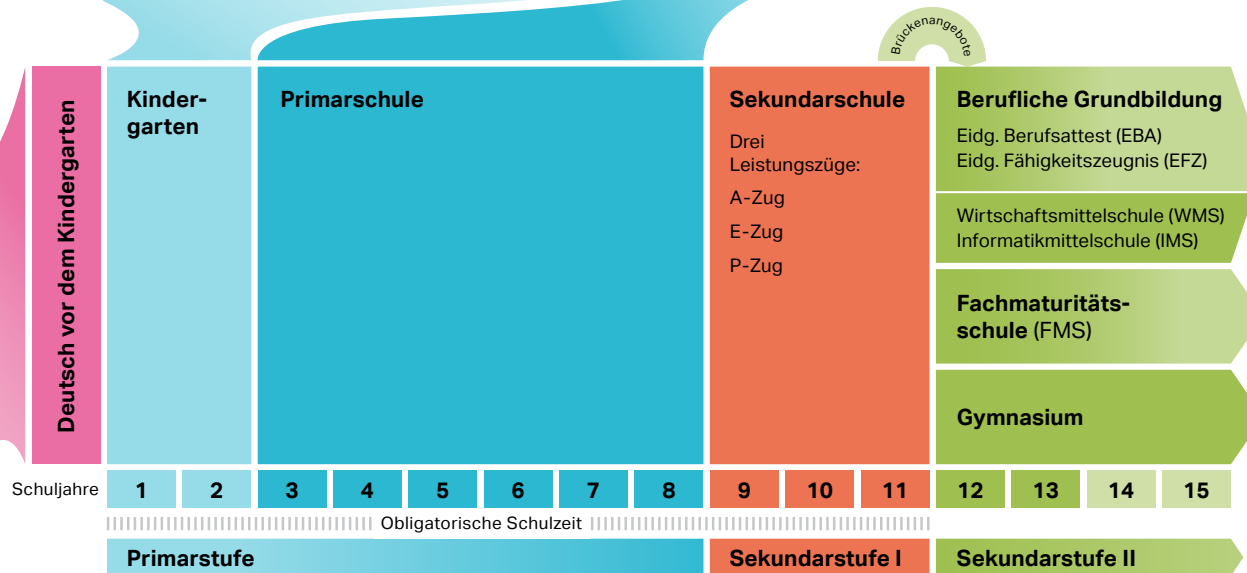 Brückenangebote
Deutsch vor dem Kindergarten
Kinder-
garten
Primarschule
Sekundarschule
Drei
Leistungszüge:
A-Zug
E-Zug
P-Zug
Berufliche Grundbildung
Eidg. Berufsattest (EBA)
Eidg. Fähigkeitszeugnis (EFZ)
Wirtschaftsmittelschule (WMS)
Informatikmittelschule (IMS)
Fachmaturitäts-
schule (FMS)
Gymnasium
Schuljahre 1 2 3 4 5 6 7 8 9 10 11 12 13 14 15
Obligatorische Schulzeit
Primarstufe Sekundarstufe I Sekundarstufe II